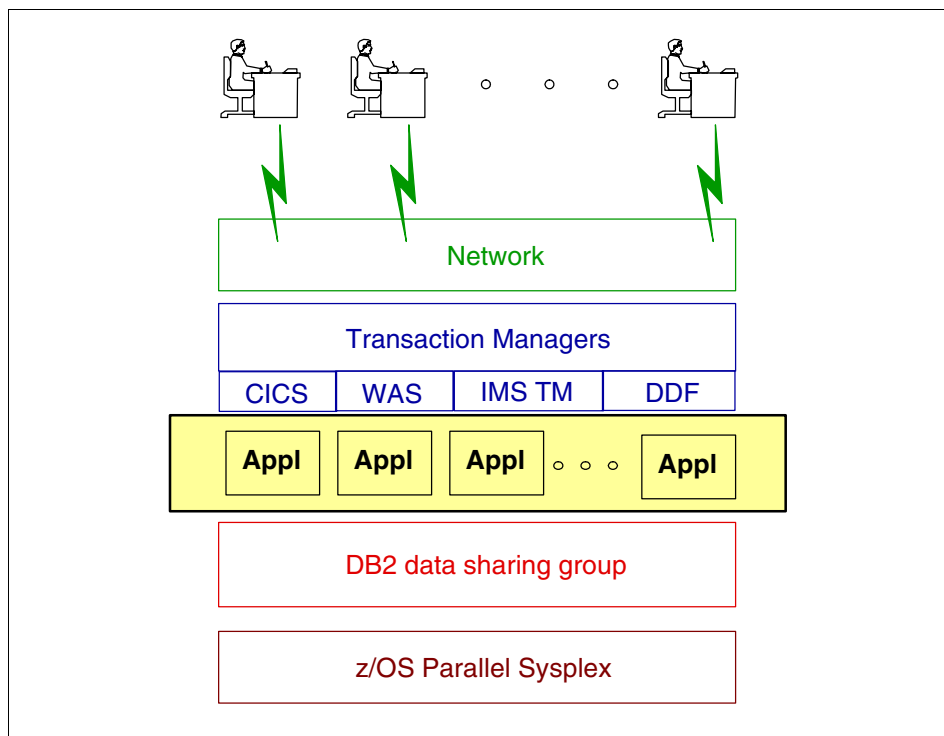 Network
Transaction Managers
CICS WAS IMS TM DDF
Appl Appl Appl Appl
DB2 data sharing group
z/OS Parallel Sysplex